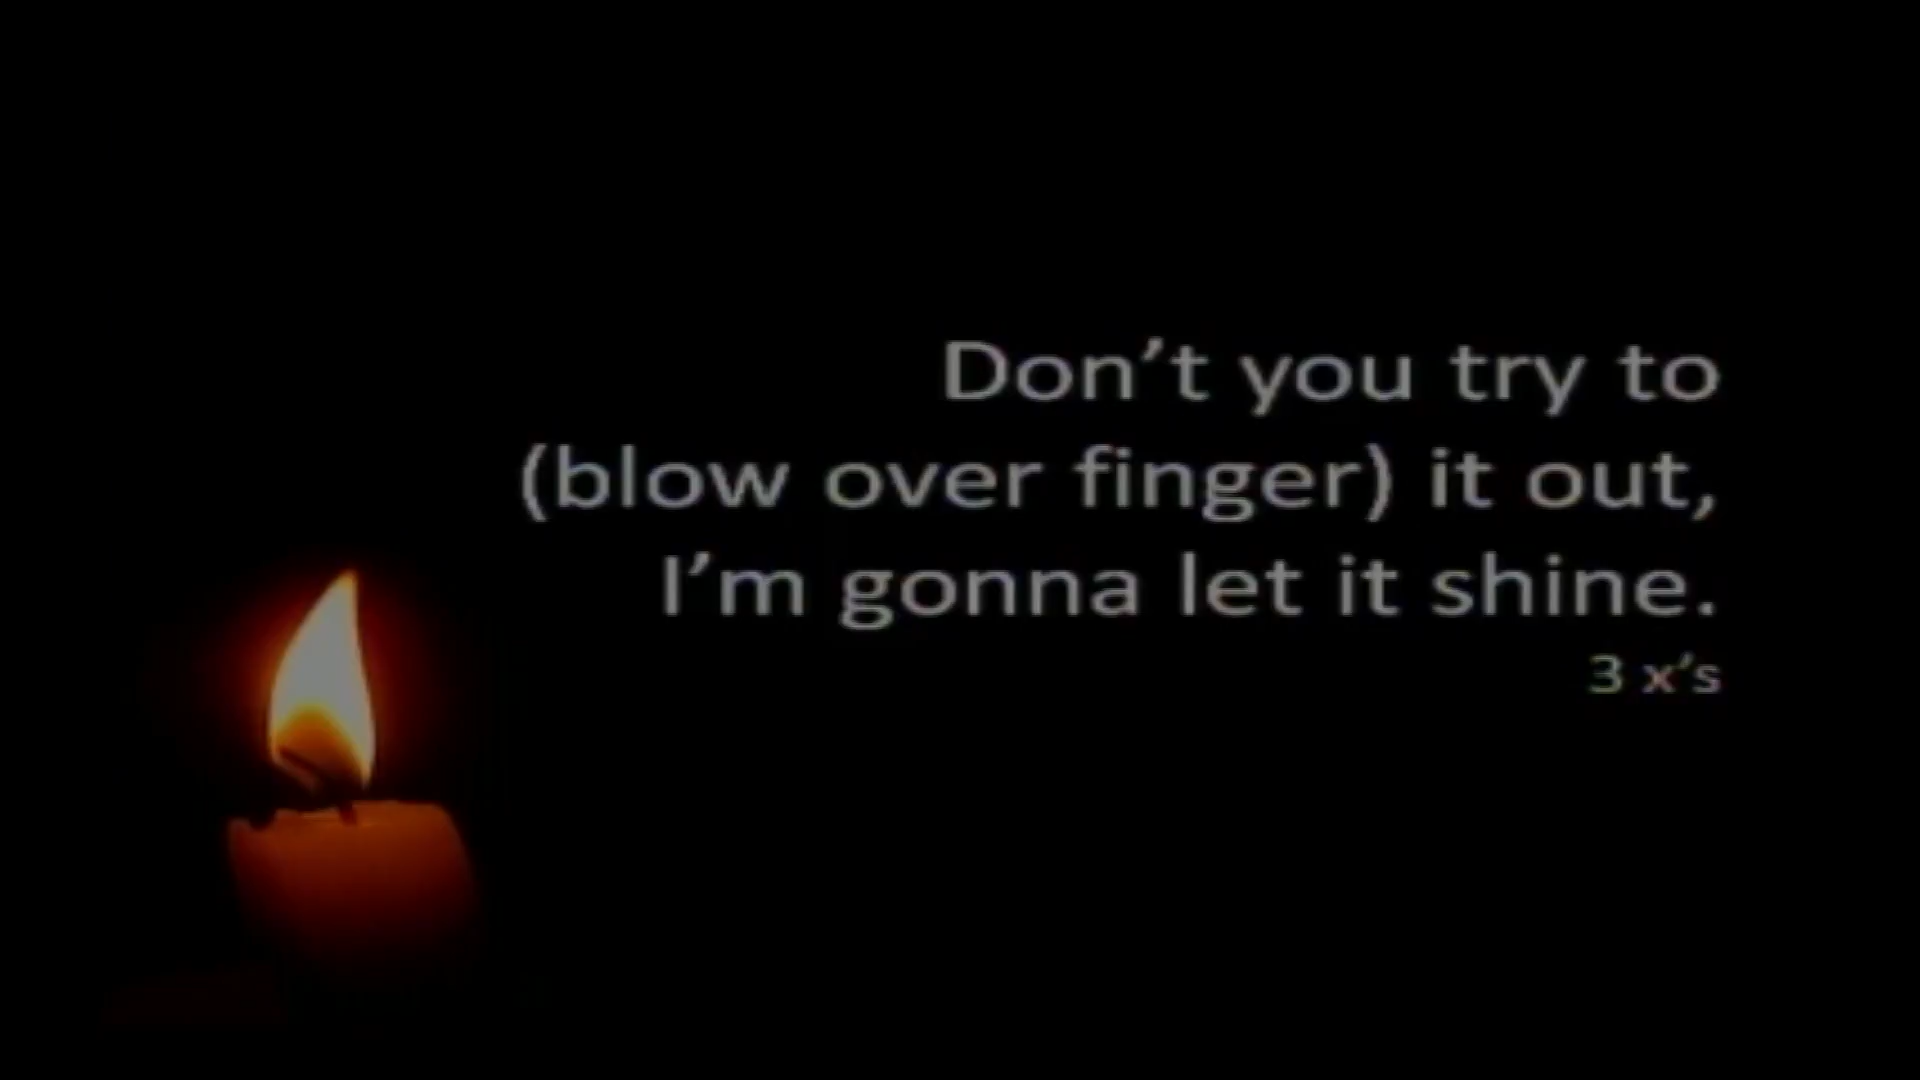 Don’t you try to
(blow over finger) it out,
I’m gonna let it shine.
3 x’s